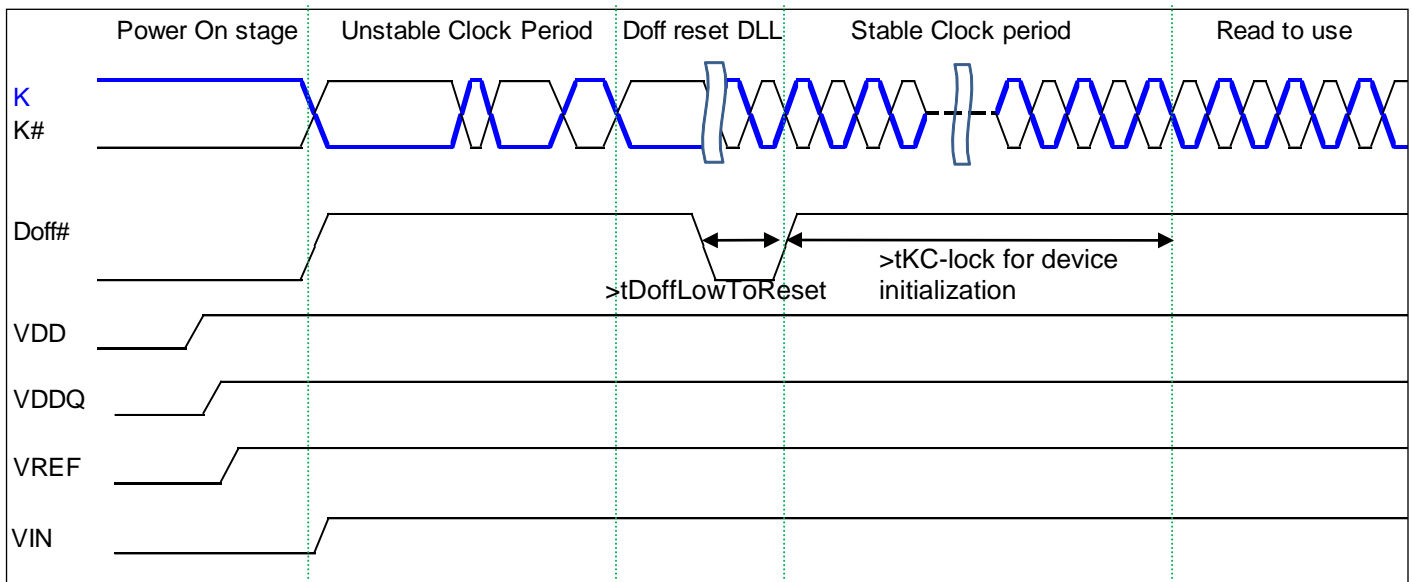 Power On stage
Unstable Clock Period
Doff reset DLL
Stable Clock period
Read to use
K
K#
Doff#
>tDoffLowToReset
>tKC-lock for device
initialization
VDD
VDDQ
VREF
VIN